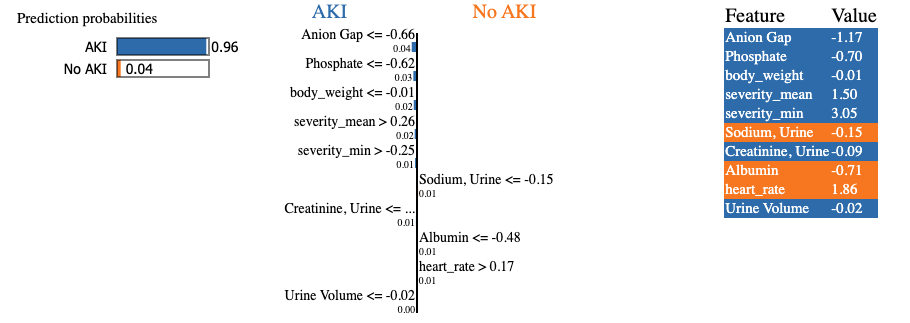 Prediction probabilities
AKI 0.96
No AKI 0.04
AKI No AKI
Anion Gap <= -0.66
0.04
Phosphate <= -0.62
0.03
body_weight <= -0.01
0.02
severity_mean > 0.26
0.02
severity_min > -0.25
0.01
Sodium, Urine <= -0.15
0.01
Creatinine, Urine <= ...
0.01
Albumin <= -0.48
0.01
heart_rate > 0.17
0.01
Urine Volume <= -0.02
0.00
Feature Value
Anion Gap -1.17
Phosphate -0.70
body_weight -0.01
severity_mean 1.50
severity_min 3.05
Sodium, Urine -0.15
Creatinine, Urine -0.09
Albumin -0.71
heart_rate 1.86
Urine Volume -0.02